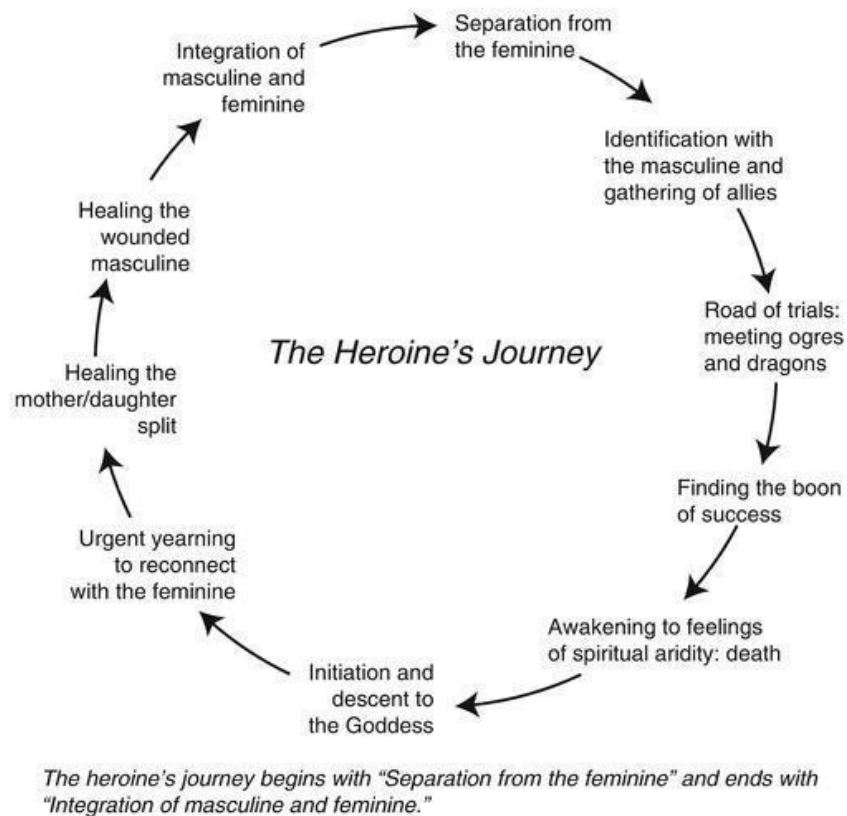 Separation from
the feminine
Identification with
the masculine and
gathering of allies
Road of trials:
meeting ogres
and dragons
Finding the boon
of success
Awakening to feelings
of spiritual aridity: death
Initiation and
descent to
the Goddess
Urgent yearning
to reconnect
with the feminine
Healing the
mother/daughter
split
Healing the
wounded
masculine
Integration of
masculine and
feminine
The Heroine's Journey
The heroine's journey begins with “Separation from the feminine” and ends with
“Integration of masculine and feminine.”